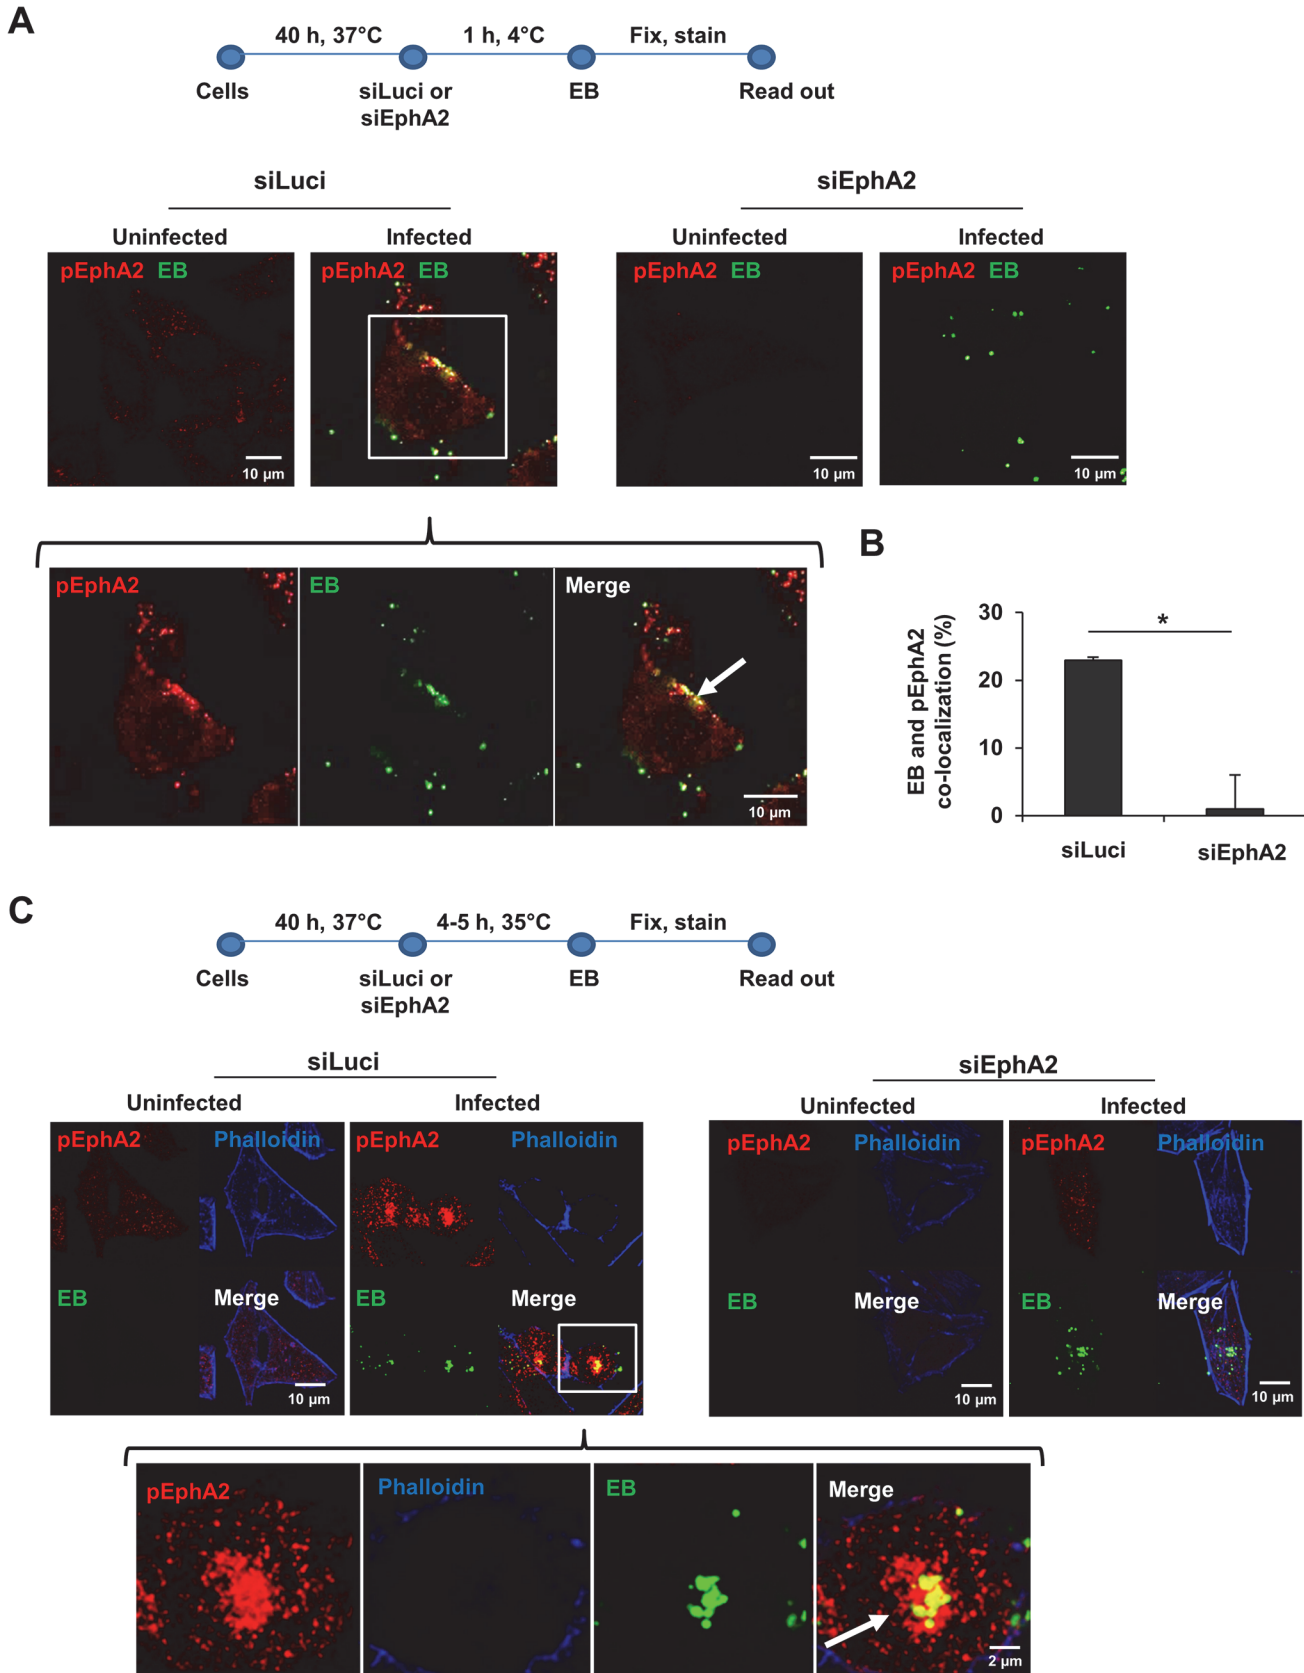 A
40 h, 37°C
1 h, 4°C
Fix, stain
Cells
siLuci or
siEphA2
EB
Read out
siLuci
siEphA2
Uninfected
Infected
Uninfected
Infected
pEphA2 EB
pEphA2 EB
pEphA2 EB
pEphA2 EB
10 µm
10 µm
10 µm
10 µm
pEphA2
EB
Merge
10 µm
B
EB and pEphA2
co-localization (%)
30
20
10
0
*
siLuci
siEphA2
C
40 h, 37°C
4-5 h, 35°C
Fix, stain
Cells
siLuci or
siEphA2
EB
Read out
siLuci
siEphA2
Uninfected
Infected
Uninfected
Infected
pEphA2
Phalloidin
pEphA2
Phalloidin
pEphA2
Phalloidin
pEphA2
Phalloidin
EB
Merge
EB
Merge
EB
Merge
EB
Merge
10 µm
10 µm
10 µm
pEphA2
Phalloidin
EB
Merge
2 µm